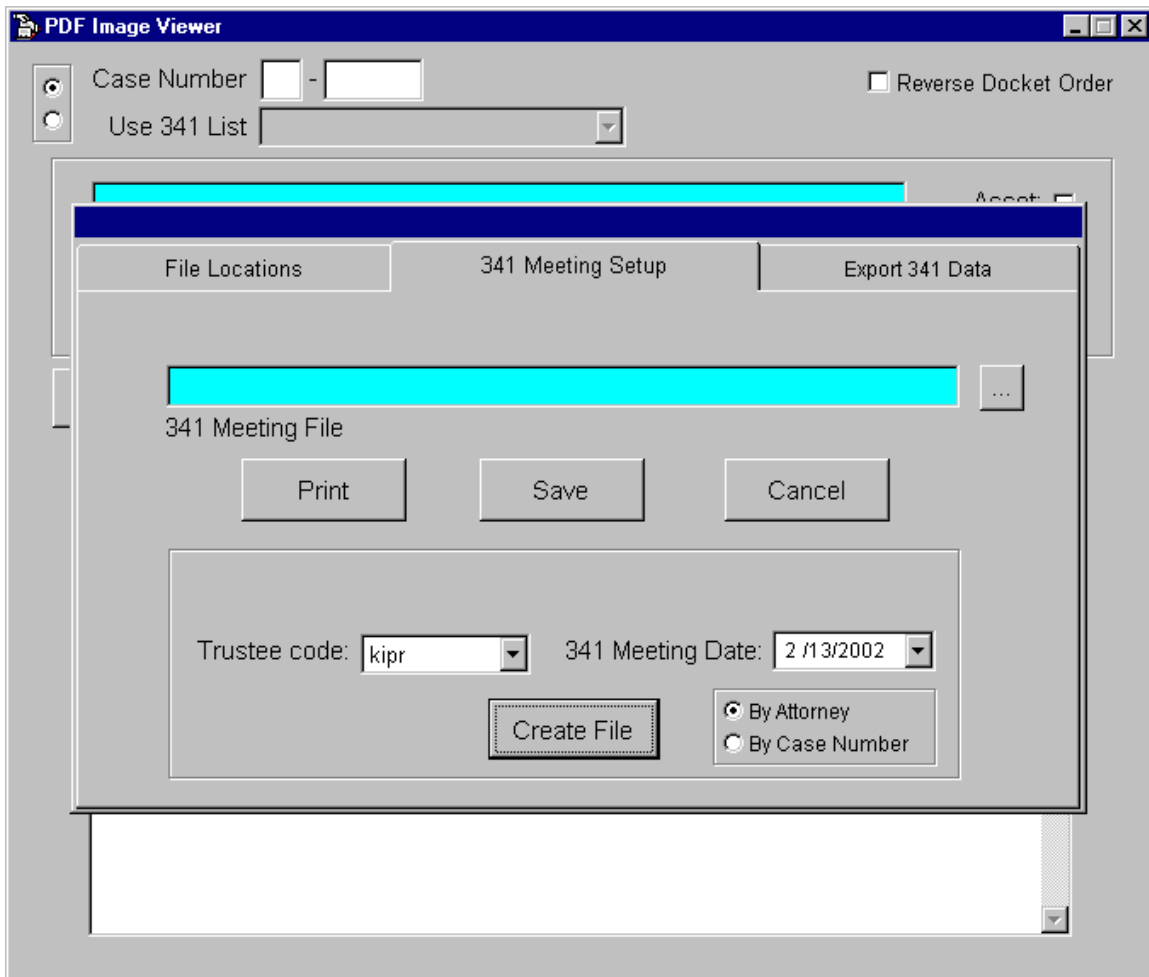 PDF Image Viewer
Case Number -
Reverse Docket Order
Use 341 List
Asset:
File Locations
341 Meeting Setup
Export 341 Data
...
341 Meeting File
Print
Save
Cancel
Trustee code: kipr
341 Meeting Date: 2 /13/2002
Create File
By Attorney
By Case Number